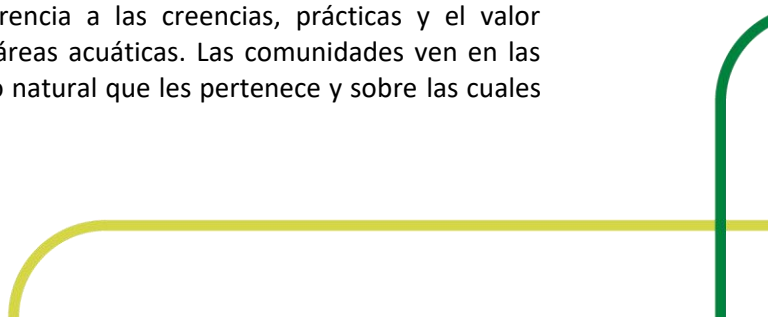 rencia a las creencias, prácticas y el valor
áreas acuáticas. Las comunidades ven en las
o natural que les pertenece y sobre las cuales